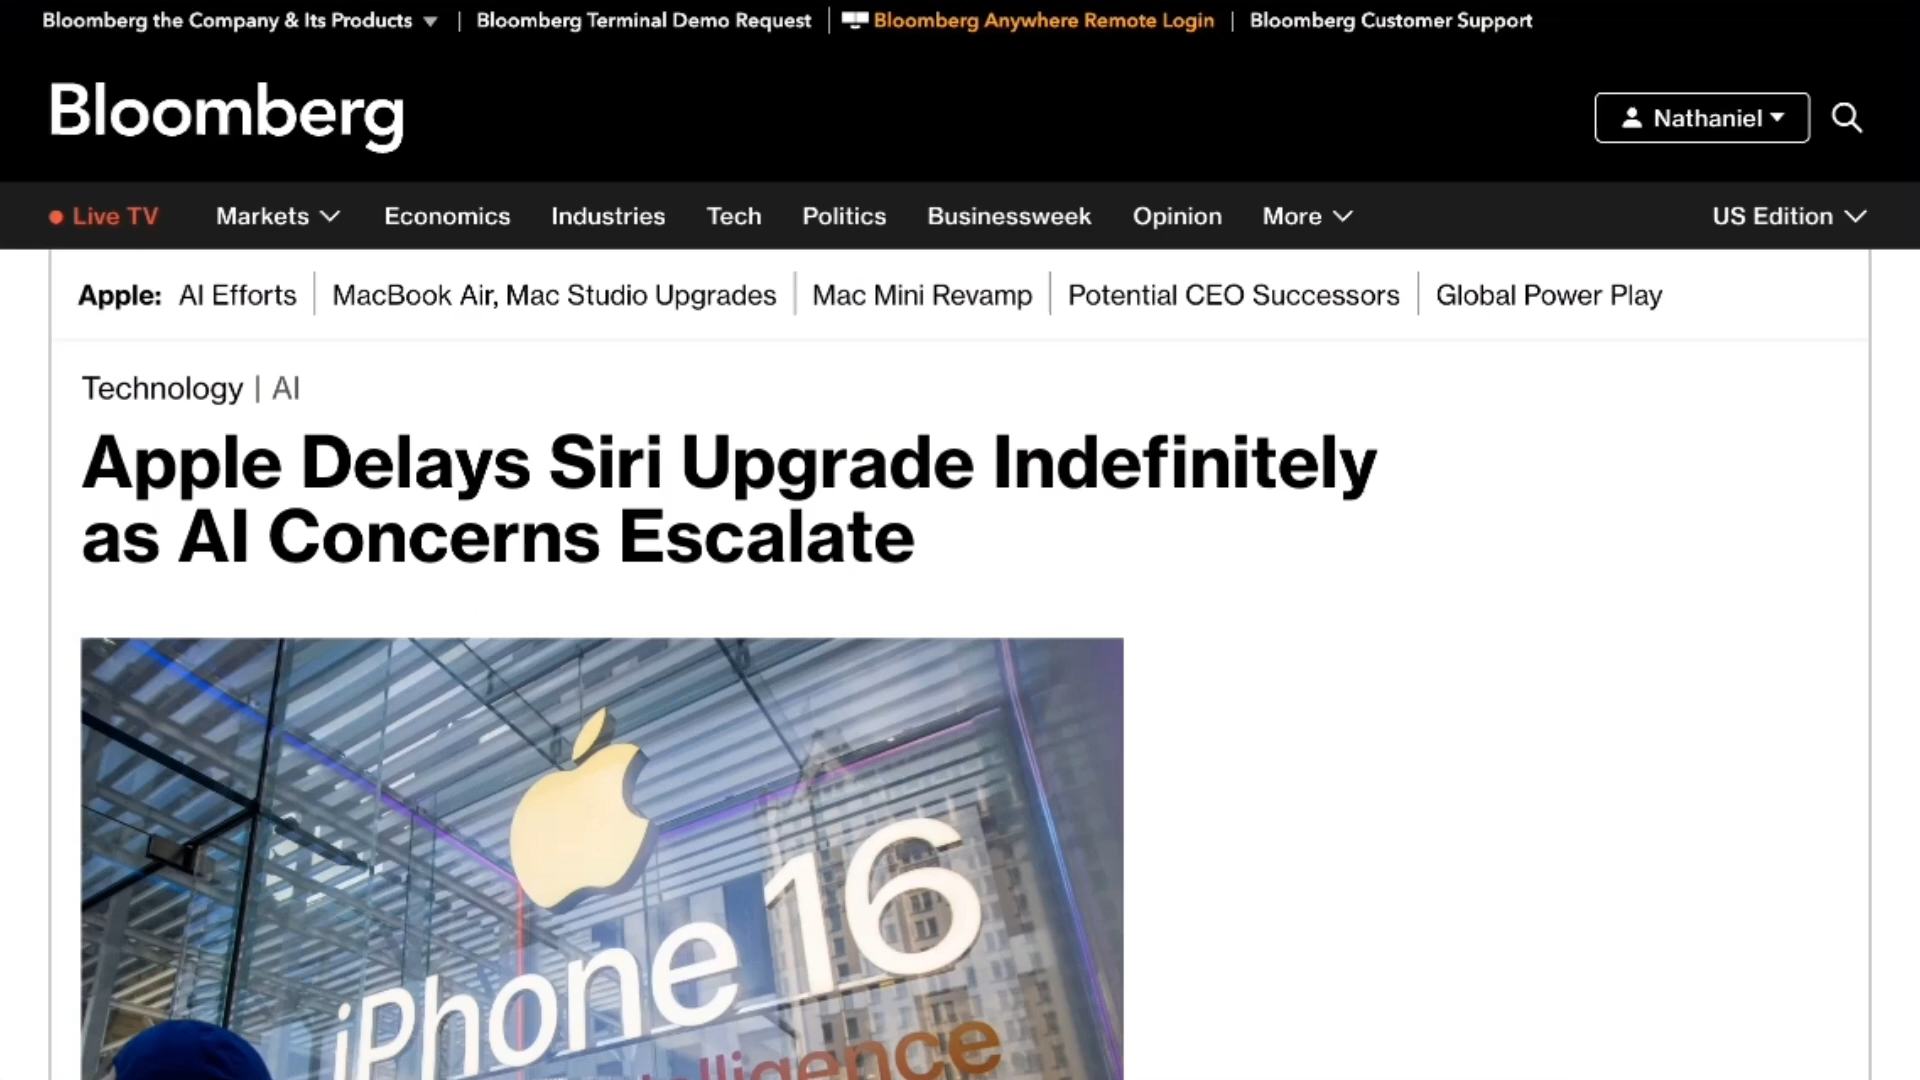 Bloomberg the Company & Its Products ▼ | Bloomberg Terminal Demo Request | Bloomberg Anywhere Remote Login | Bloomberg Customer Support
Bloomberg
Nathaniel
Live TV Markets Economics Industries Tech Politics Businessweek Opinion More US Edition
Apple: AI Efforts | MacBook Air, Mac Studio Upgrades | Mac Mini Revamp | Potential CEO Successors | Global Power Play
Technology | AI
Apple Delays Siri Upgrade Indefinitely
as AI Concerns Escalate
iPhone 16